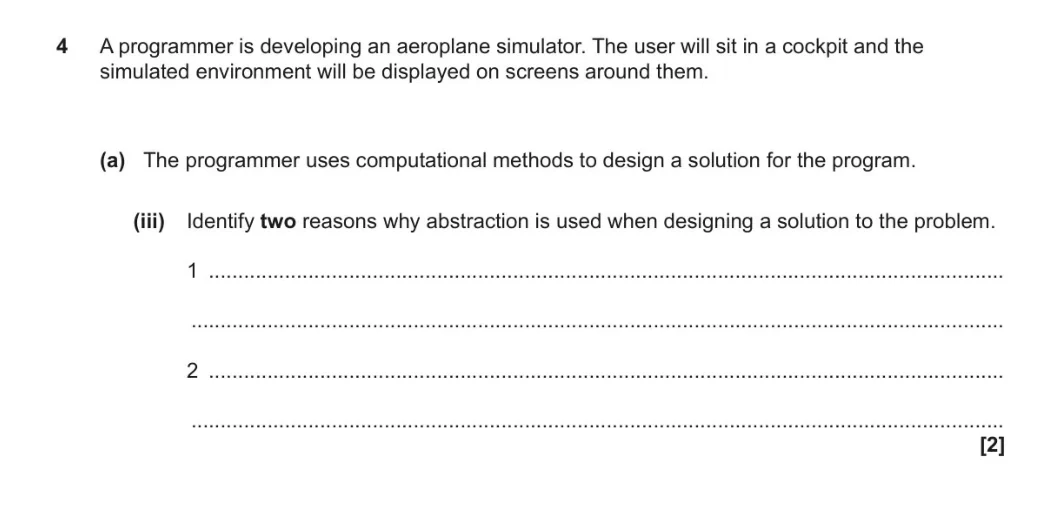 4 A programmer is developing an aeroplane simulator. The user will sit in a cockpit and the
simulated environment will be displayed on screens around them.
(a) The programmer uses computational methods to design a solution for the program.
(iii) Identify two reasons why abstraction is used when designing a solution to the problem.
1 ..........................................................................................................................................
..........................................................................................................................................
2 ..........................................................................................................................................
..........................................................................................................................................
[2]